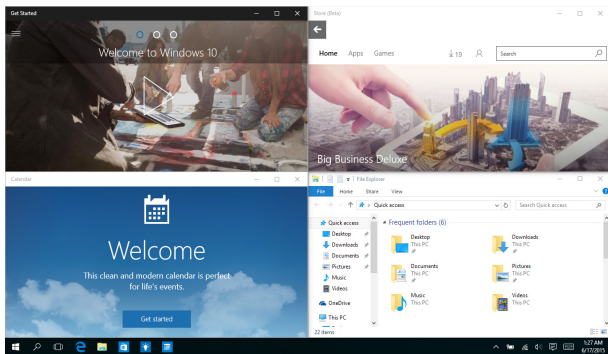 Get Started
Welcome to Windows 10
Store (Beta)
Home Apps Games
19
Search
Big Business Deluxe
Calendar
Welcome
This clean and modern calendar is perfect
for life's events.
Get started
File Explorer
File Home Share View
Quick access
Search Quick access
Quick access
Desktop
Downloads
Documents
Pictures
Music
Videos
OneDrive
This PC
Frequent folders (6)
Desktop
This PC
Downloads
This PC
Documents
This PC
Pictures
This PC
Music
This PC
Videos
This PC
22 items
1:27 AM
6/17/2015